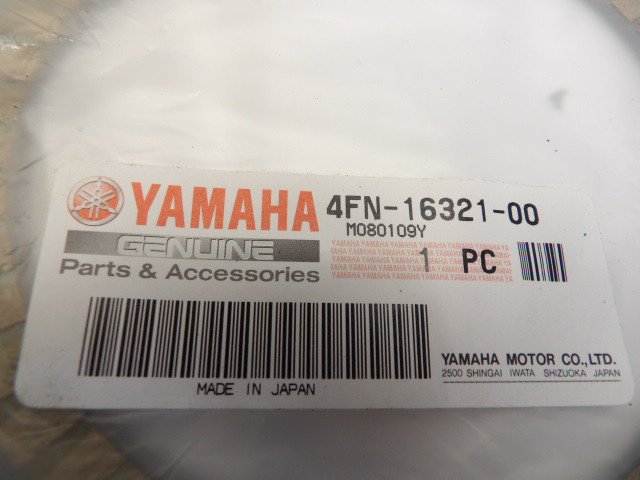 YAMAHA 4FN-16321-00
M080109Y
GENUINE
Parts & Accessories
1 PC
YAMAHA MOTOR CO.,LTD.
2500 SHINGAI IWATA SHIZUOKA JAPAN
MADE IN JAPAN